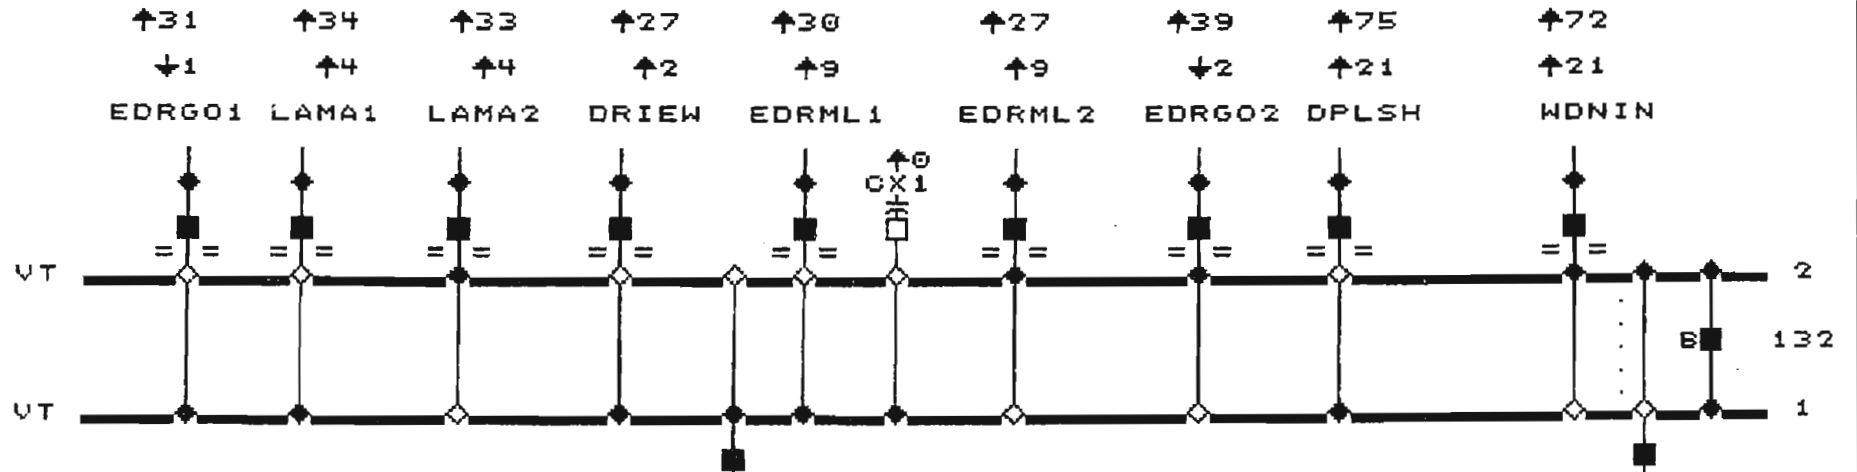 ↑31 ↑34 ↑33 ↑27 ↑30 ↑27 ↑39 ↑75 ↑72
↓1 ↑4 ↑4 ↑2 ↑9 ↑9 ↓2 ↑21 ↑21
EDRGO1 LAMA1 LAMA2 DRIEW EDRML1 EDRML2 EDRGO2 DPLSH WDNIN
↑0
CX1
= = = = = = = = = = = = = = = = = =
VT 2
B 132
VT 1